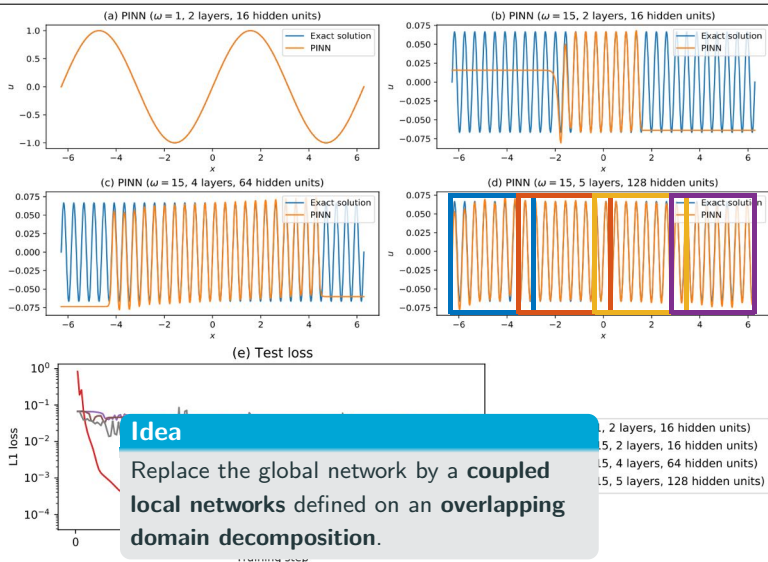 (a) PINN (ω = 1, 2 layers, 16 hidden units)
1.0
0.5
0.0
−0.5
−1.0
u
Exact solution
PINN
−6 −4 −2 0 2 4 6
x
(b) PINN (ω = 15, 2 layers, 16 hidden units)
0.075
0.050
0.025
0.000
−0.025
−0.050
−0.075
u
Exact solution
PINN
−6 −4 −2 0 2 4 6
x
(c) PINN (ω = 15, 4 layers, 64 hidden units)
0.075
0.050
0.025
0.000
−0.025
−0.050
−0.075
u
Exact solution
PINN
−6 −4 −2 0 2 4 6
x
(d) PINN (ω = 15, 5 layers, 128 hidden units)
0.075
0.050
0.025
0.000
−0.025
−0.050
−0.075
u
Exact solution
PINN
−6 −4 −2 0 2 4 6
x
(e) Test loss
10⁰
10⁻¹
10⁻²
10⁻³
10⁻⁴
L1 loss
0
Training step
, 2 layers, 16 hidden units)
15, 2 layers, 16 hidden units)
15, 4 layers, 64 hidden units)
15, 5 layers, 128 hidden units)
Idea
Replace the global network by a coupled
local networks defined on an overlapping
domain decomposition.